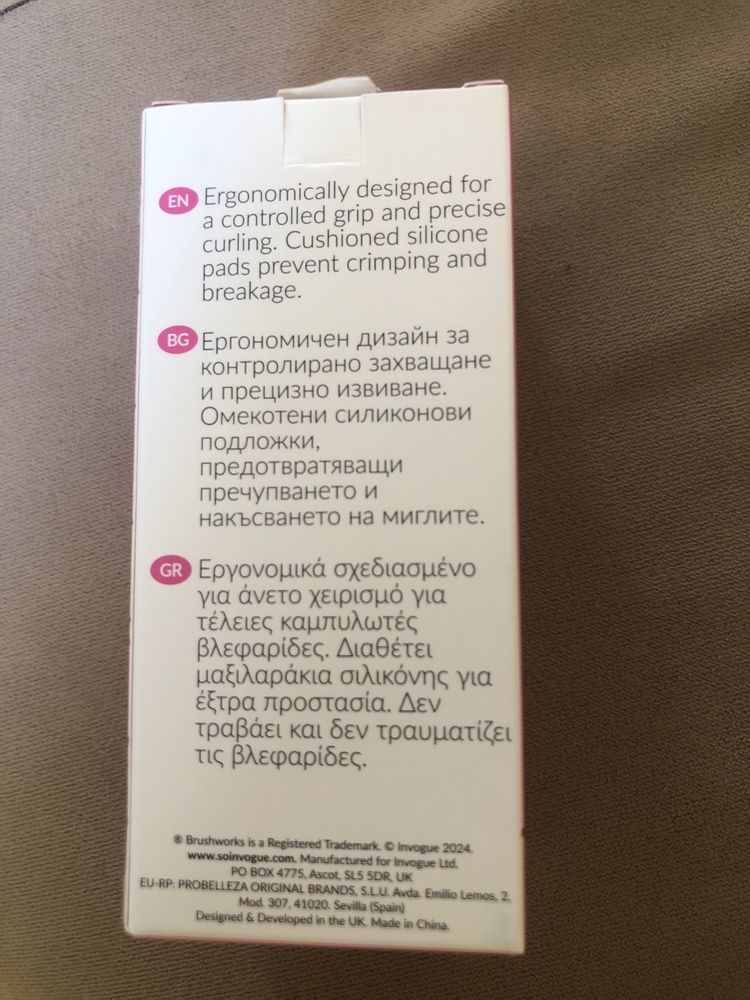 EN Ergonomically designed for
a controlled grip and precise
curling. Cushioned silicone
pads prevent crimping and
breakage.
BG Ергономичен дизайн за
контролирано захващане
и прецизно извиване.
Омекотени силиконови
подложки,
предотвратяващи
пречупването и
накъсването на миглите.
GR Εργονομικά σχεδιασμένο
για άνετο χειρισμό για
τέλειες καμπυλωτές
βλεφαρίδες. Διαθέτει
μαξιλαράκια σιλικόνης για
έξτρα προστασία. Δεν
τραβάει και δεν τραυματίζει
τις βλεφαρίδες.
® Brushworks is a Registered Trademark. © Invogue 2024.
www.soinvogue.com. Manufactured for Invogue Ltd.
PO BOX 4775, Ascot, SL5 5DR, UK
EU-RP: PROBELLEZA ORIGINAL BRANDS, S.L.U. Avda. Emilio Lemos, 2,
Mod. 307, 41020. Sevilla (Spain)
Designed & Developed in the UK. Made in China.